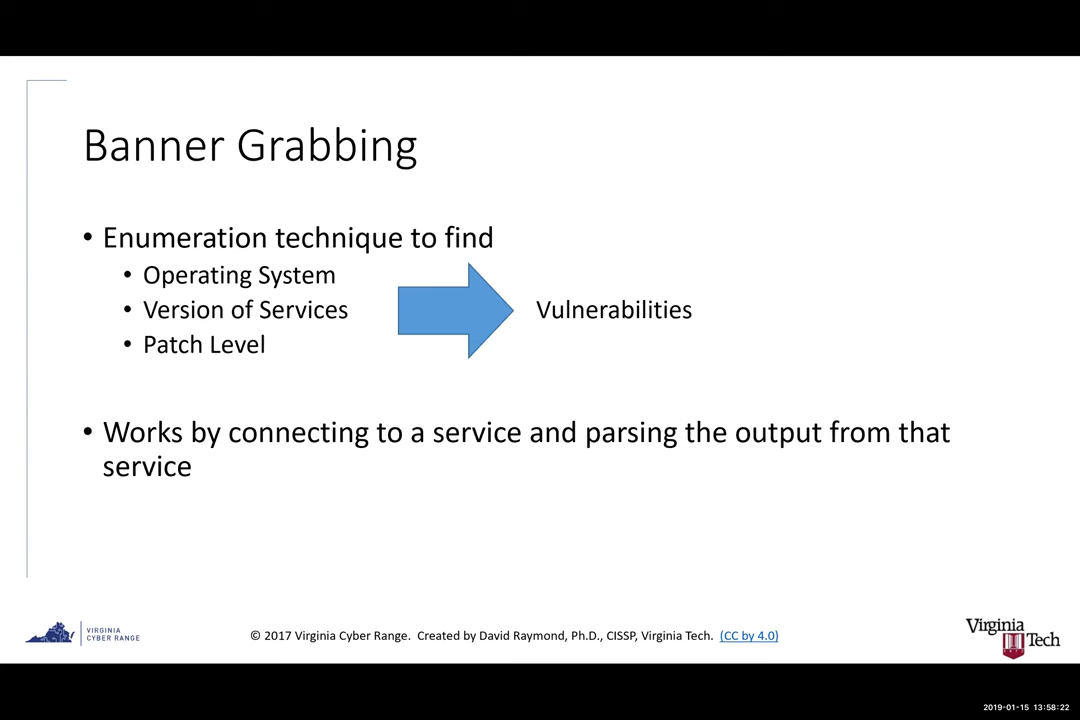 Banner Grabbing
• Enumeration technique to find
• Operating System
• Version of Services
• Patch Level
Vulnerabilities
• Works by connecting to a service and parsing the output from that
service
VIRGINIA
CYBER RANGE
© 2017 Virginia Cyber Range.  Created by David Raymond, Ph.D., CISSP, Virginia Tech.  (CC by 4.0)
Virginia
Tech
2019-01-15 13:58:22